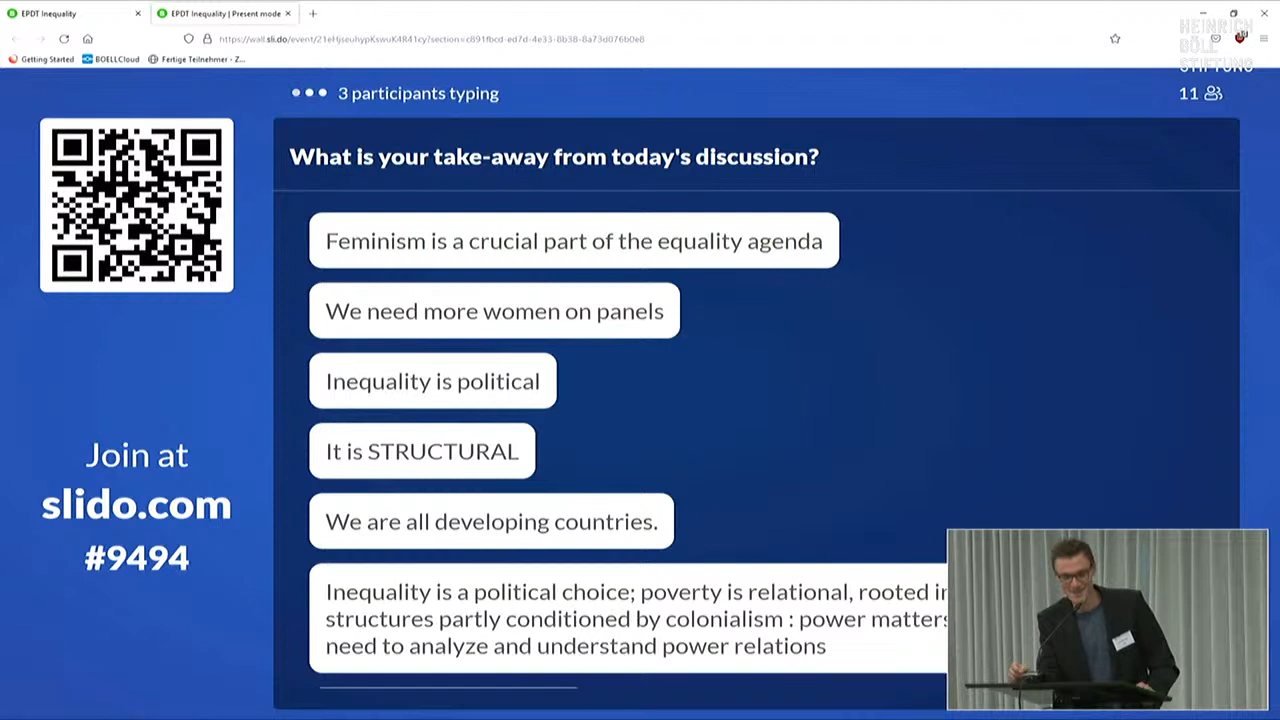 EPDT Inequality
EPDT Inequality | Present mode
HEINRICH
BÖLL
STIFTUNG
Getting Started
BOELLCloud
Fertige Teilnehmer - Z...
3 participants typing
11
What is your take-away from today's discussion?
Feminism is a crucial part of the equality agenda
We need more women on panels
Inequality is political
It is STRUCTURAL
We are all developing countries.
Inequality is a political choice; poverty is relational, rooted in
structures partly conditioned by colonialism : power matters
need to analyze and understand power relations
Join at
slido.com
#9494